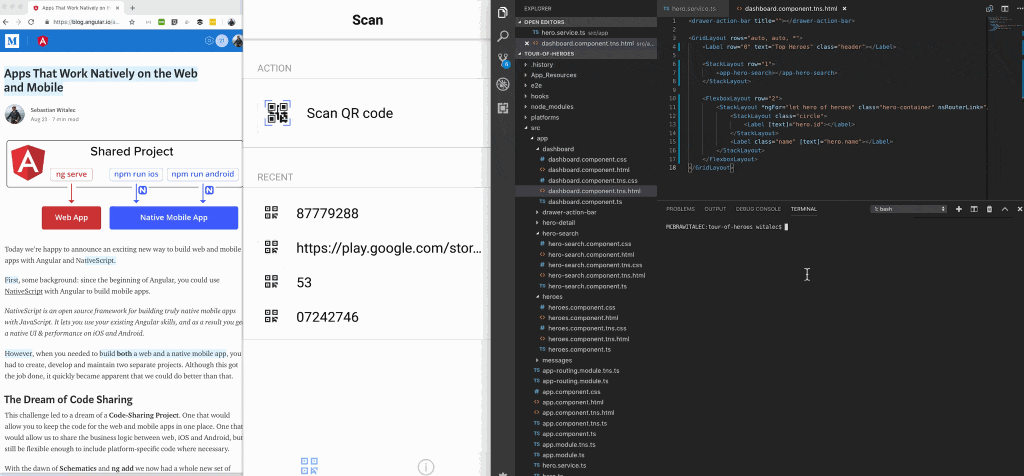 Apps That Work Natively on the
https://blog.angular.io/a...
Apps That Work Natively on the Web
and Mobile
Sebastian Witalec
Aug 23 · 7 min read
Shared Project
ng serve
npm run ios
npm run android
Web App
Native Mobile App
Today we're happy to announce an exciting new way to build web and mobile
apps with Angular and NativeScript.
First, some background: since the beginning of Angular, you could use
NativeScript with Angular to build mobile apps.
NativeScript is an open source framework for building truly native mobile apps
with JavaScript. It lets you use your existing Angular skills, and as a result you ge
a native UI & performance on iOS and Android.
However, when you needed to build both a web and a native mobile app, you
had to create, develop and maintain two separate projects. Although this got
the job done, it quickly became apparent that we could do better than that.
The Dream of Code Sharing
This challenge led to a dream of a Code-Sharing Project. One that would
allow you to keep the code for the web and mobile apps in one place. One that
would allow us to share the business logic between web, iOS and Android, but
still be flexible enough to include platform-specific code where necessary.
With the dawn of Schematics and ng add we now had a whole new set of
Scan
ACTION
Scan QR code
RECENT
87779288
https://play.google.com/stor...
53
07242746
EXPLORER
OPEN EDITORS
hero.service.ts src/app
dashboard.component.tns.html src/a...
TOUR-OF-HEROES
.history
App_Resources
e2e
hooks
node_modules
platforms
src
app
dashboard
dashboard.component.css
dashboard.component.html
dashboard.component.tns.css
dashboard.component.tns.html
dashboard.component.ts
drawer-action-bar
hero-detail
hero-search
hero-search.component.css
hero-search.component.html
hero-search.component.tns.css
hero-search.component.tns.html
hero-search.component.ts
heroes
heroes.component.css
heroes.component.html
heroes.component.tns.css
heroes.component.tns.html
heroes.component.ts
messages
app-routing.module.tns.ts
app-routing.module.ts
app.component.css
app.component.html
app.component.tns.html
app.component.tns.ts
app.component.ts
app.module.tns.ts
app.module.ts
hero.service.ts
hero.service.ts
dashboard.component.tns.html
1 <drawer-action-bar title=""></drawer-action-bar>
2
3 <GridLayout rows="auto, auto, *">
4 <Label row="0" text="Top Heroes" class="header"></Label>
5
6 <StackLayout row="1">
7 <app-hero-search></app-hero-search>
8 </StackLayout>
9
10 <FlexboxLayout row="2">
11 <StackLayout *ngFor="let hero of heroes" class="hero-container" nsRouterLink="
12 <StackLayout class="circle">
13 <Label [text]="hero.id"></Label>
14 </StackLayout>
15 <Label class="name" [text]="hero.name"></Label>
16 </StackLayout>
17 </FlexboxLayout>
18 </GridLayout>
PROBLEMS OUTPUT DEBUG CONSOLE TERMINAL
1: bash
MCBRAWITALEC:tour-of-heroes witalec$